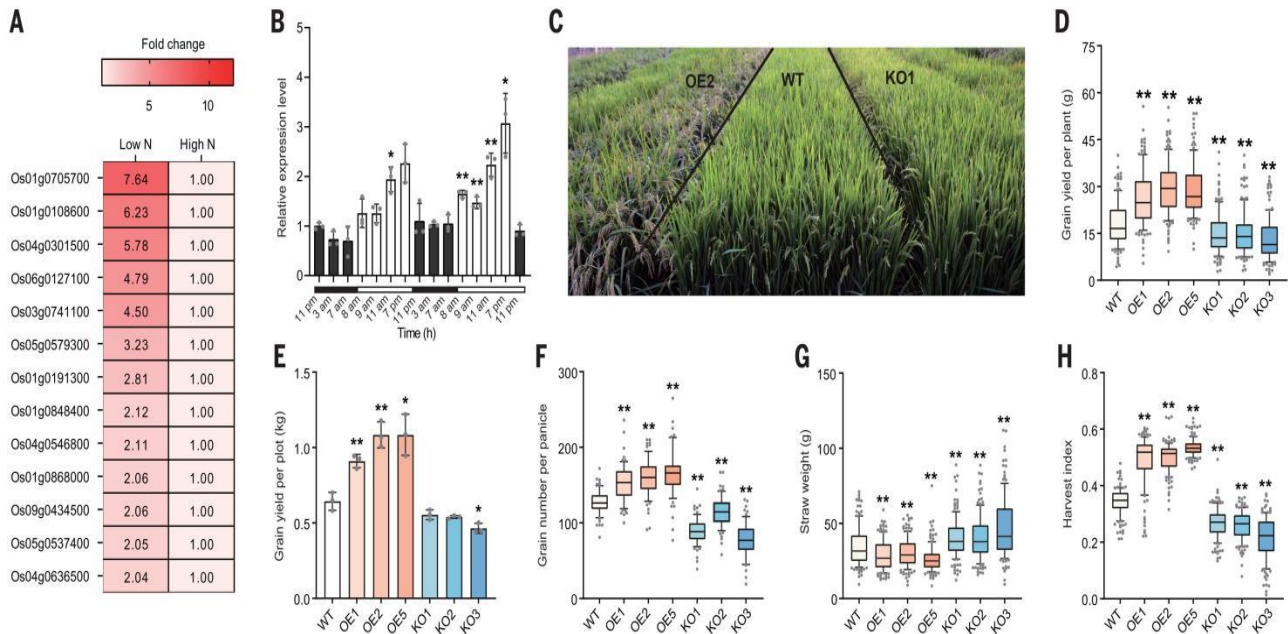 A
Fold change
5 10
Low N High N
Os01g0705700 7.64 1.00
Os01g0108600 6.23 1.00
Os04g0301500 5.78 1.00
Os06g0127100 4.79 1.00
Os03g0741100 4.50 1.00
Os05g0579300 3.23 1.00
Os01g0191300 2.81 1.00
Os01g0848400 2.12 1.00
Os04g0546800 2.11 1.00
Os01g0868000 2.06 1.00
Os09g0434500 2.06 1.00
Os05g0537400 2.05 1.00
Os04g0636500 2.04 1.00
B
Relative expression level
5
4
3
2
1
0
* ** ** ** *
11 pm 3 am 7 am 8 am 9 am 11 am 7 pm 11 pm 3 am 7 am 8 am 9 am 11 am 7 pm 11 pm
Time (h)
C
OE2 WT KO1
D
Grain yield per plant (g)
75
60
45
30
15
0
** ** ** ** ** **
WT OE1 OE2 OE5 KO1 KO2 KO3
E
Grain yield per plot (kg)
1.5
1.0
0.5
0.0
** ** * *
WT OE1 OE2 OE5 KO1 KO2 KO3
F
Grain number per panicle
300
200
100
0
** ** ** ** ** **
WT OE1 OE2 OE5 KO1 KO2 KO3
G
Straw weight (g)
150
100
50
0
** ** ** ** ** **
WT OE1 OE2 OE5 KO1 KO2 KO3
H
Harvest index
0.8
0.6
0.4
0.2
0.0
** ** ** ** ** **
WT OE1 OE2 OE5 KO1 KO2 KO3